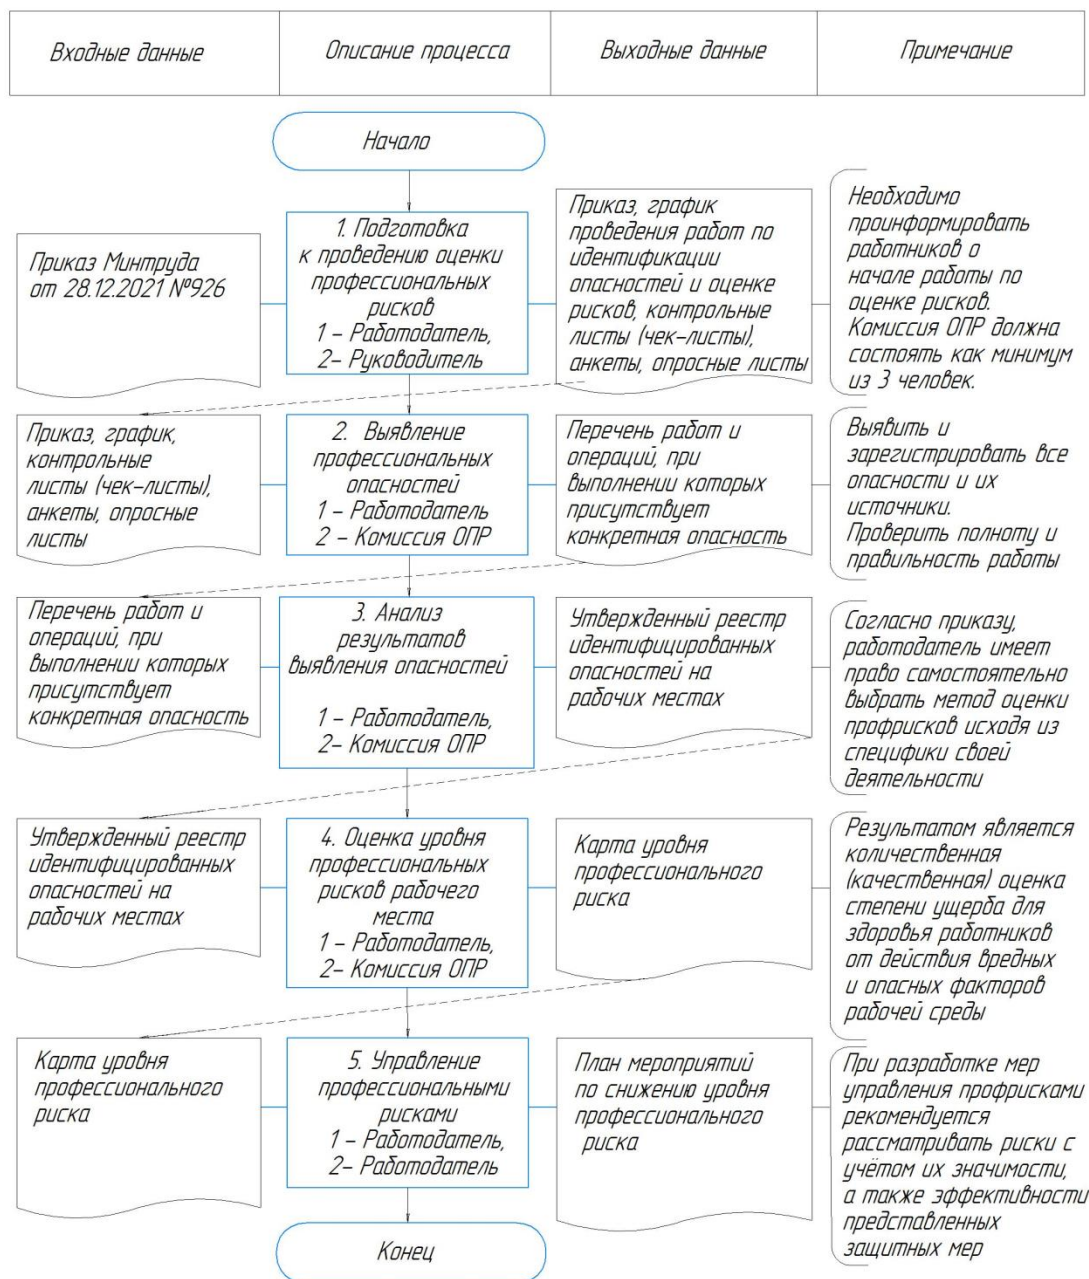 Входные данные
Описание процесса
Выходные данные
Примечание
Начало
Приказ Минтруда
от 28.12.2021 №926
1. Подготовка
к проведению оценки
профессиональных
рисков
1 – Работодатель,
2– Руководитель
Приказ, график
проведения работ по
идентификации
опасностей и оценке
рисков, контрольные
листы (чек–листы),
анкеты, опросные листы
Необходимо
проинформировать
работников о
начале работы по
оценке рисков.
Комиссия ОПР должна
состоять как минимум
из 3 человек.
Приказ, график,
контрольные
листы (чек–листы),
анкеты, опросные
листы
2. Выявление
профессиональных
опасностей
1 – Работодатель
2 – Комиссия ОПР
Перечень работ и
операций, при
выполнении которых
присутствует
конкретная опасность
Выявить и
зарегистрировать все
опасности и их
источники.
Проверить полноту и
правильность работы
Перечень работ и
операций, при
выполнении которых
присутствует
конкретная опасность
3. Анализ
результатов
выявления опасностей
1 – Работодатель,
2– Комиссия ОПР
Утвержденный реестр
идентифицированных
опасностей на
рабочих местах
Согласно приказу,
работодатель имеет
право самостоятельно
выбрать метод оценки
профрисков исходя из
специфики своей
деятельности
Утвержденный реестр
идентифицированных
опасностей на
рабочих местах
4. Оценка уровня
профессиональных
рисков рабочего
места
1 – Работодатель,
2– Комиссия ОПР
Карта уровня
профессионального
риска
Результатом является
количественная
(качественная) оценка
степени ущерба для
здоровья работников
от действия вредных
и опасных факторов
рабочей среды
Карта уровня
профессионального
риска
5. Управление
профессиональными
рисками
1 – Работодатель,
2– Работодатель
План мероприятий
по снижению уровня
профессионального
риска
При разработке мер
управления профрисками
рекомендуется
рассматривать риски с
учётом их значимости,
а также эффективности
представленных
защитных мер
Конец